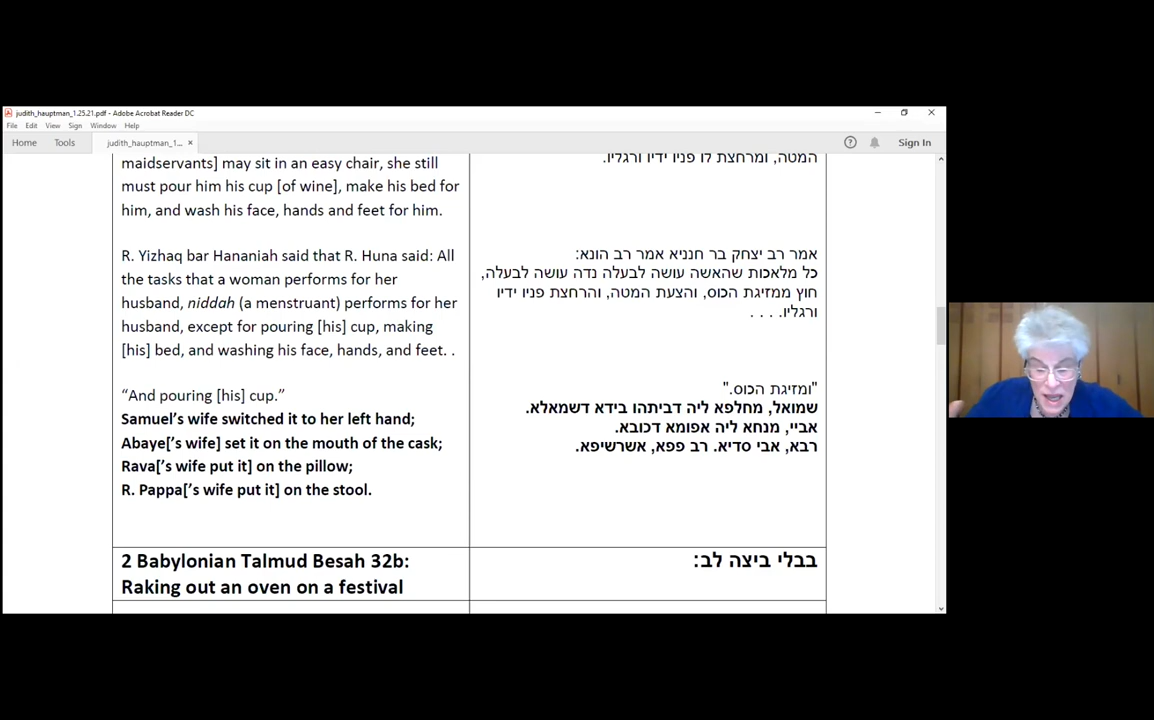 judith_hauptman_1.25.21.pdf - Adobe Acrobat Reader DC
File Edit View Sign Window Help
Home Tools judith_hauptman_1... × Sign In
maidservants] may sit in an easy chair, she still
must pour him his cup [of wine], make his bed for
him, and wash his face, hands and feet for him.
המטה, ומרחצת לו פניו ידיו ורגליו.
R. Yizhaq bar Hananiah said that R. Huna said: All
the tasks that a woman performs for her
husband, niddah (a menstruant) performs for her
husband, except for pouring [his] cup, making
[his] bed, and washing his face, hands, and feet. .
אמר רב יצחק בר חנניא אמר רב הונא:
כל מלאכות שהאשה עושה לבעלה נדה עושה לבעלה,
חוץ ממזיגת הכוס, והצעת המטה, והרחצת פניו ידיו
ורגליו. . . .
“And pouring [his] cup.”
Samuel’s wife switched it to her left hand;
Abaye[’s wife] set it on the mouth of the cask;
Rava[’s wife put it] on the pillow;
R. Pappa[’s wife put it] on the stool.
"ומזיגת הכוס."
שמואל, מחלפא ליה דביתהו בידא דשמאלא.
אביי, מנחא ליה אפומא דכובא.
רבא, אבי סדיא. רב פפא, אשרשיפא.
2 Babylonian Talmud Besah 32b:
Raking out an oven on a festival
בבלי ביצה לב: